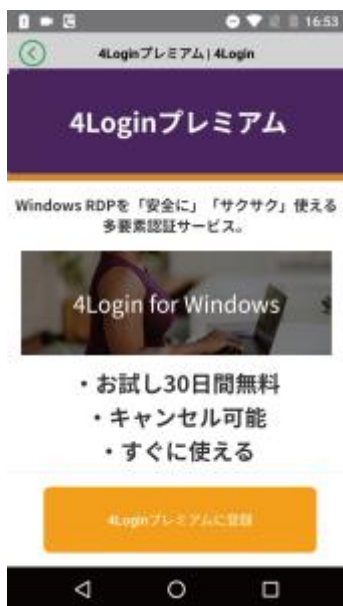 16:53
4Loginプレミアム | 4Login
4Loginプレミアム
Windows RDPを「安全に」「サクサク」使える
多要素認証サービス。
4Login for Windows
・お試し30日間無料
・キャンセル可能
・すぐに使える
4Loginプレミアムに登録